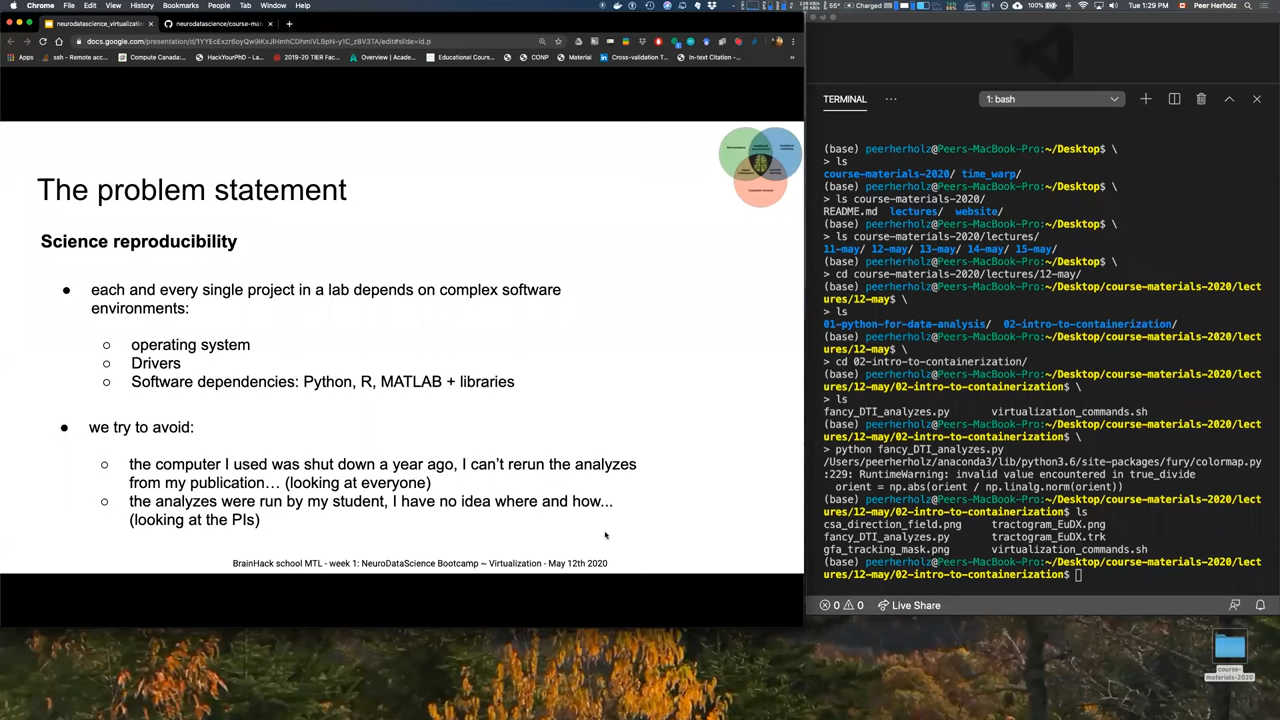 Chrome File Edit View History Bookmarks People Tab Window Help
55° Charged 100% Tue 1:29 PM Peer Herholz
neurodatascience_virtualizatio neurodatascience/course-mat
docs.google.com/presentation/d/1YYEcExzr6oyQw9IKxJIHmhCDhmIVLBpN-y1C_z8V3TA/edit#slide=id.p
Apps ssh - Remote acc... Compute Canada:... HackYourPhD - La... 2019-20 TIER Fac... Overview | Acade... Educational Cour... CONP Material Cross-validation T... In-text Citation -...
The problem statement
Science reproducibility
● each and every single project in a lab depends on complex software
environments:
○ operating system
○ Drivers
○ Software dependencies: Python, R, MATLAB + libraries
● we try to avoid:
○ the computer I used was shut down a year ago, I can't rerun the analyzes
from my publication... (looking at everyone)
○ the analyzes were run by my student, I have no idea where and how...
(looking at the PIs)
BrainHack school MTL - week 1: NeuroDataScience Bootcamp ~ Virtualization - May 12th 2020
TERMINAL ... 1: bash
(base) peerherholz@Peers-MacBook-Pro:~/Desktop$ \
> ls
course-materials-2020/ time_warp/
(base) peerherholz@Peers-MacBook-Pro:~/Desktop$ \
> ls course-materials-2020/
README.md lectures/ website/
(base) peerherholz@Peers-MacBook-Pro:~/Desktop$ \
> ls course-materials-2020/lectures/
11-may/ 12-may/ 13-may/ 14-may/ 15-may/
(base) peerherholz@Peers-MacBook-Pro:~/Desktop$ \
> cd course-materials-2020/lectures/12-may/
(base) peerherholz@Peers-MacBook-Pro:~/Desktop/course-materials-2020/lect
ures/12-may$ \
> ls
01-python-for-data-analysis/ 02-intro-to-containerization/
(base) peerherholz@Peers-MacBook-Pro:~/Desktop/course-materials-2020/lect
ures/12-may$ \
> cd 02-intro-to-containerization/
(base) peerherholz@Peers-MacBook-Pro:~/Desktop/course-materials-2020/lect
ures/12-may/02-intro-to-containerization$ \
> ls
fancy_DTI_analyzes.py virtualization_commands.sh
(base) peerherholz@Peers-MacBook-Pro:~/Desktop/course-materials-2020/lect
ures/12-may/02-intro-to-containerization$ \
> python fancy_DTI_analyzes.py
/Users/peerherholz/anaconda3/lib/python3.6/site-packages/fury/colormap.py
:229: RuntimeWarning: invalid value encountered in true_divide
orient = np.abs(orient / np.linalg.norm(orient))
(base) peerherholz@Peers-MacBook-Pro:~/Desktop/course-materials-2020/lect
ures/12-may/02-intro-to-containerization$ ls
csa_direction_field.png tractogram_EuDX.png
fancy_DTI_analyzes.py tractogram_EuDX.trk
gfa_tracking_mask.png virtualization_commands.sh
(base) peerherholz@Peers-MacBook-Pro:~/Desktop/course-materials-2020/lect
ures/12-may/02-intro-to-containerization$
0 0 Live Share
course-
materials-2020